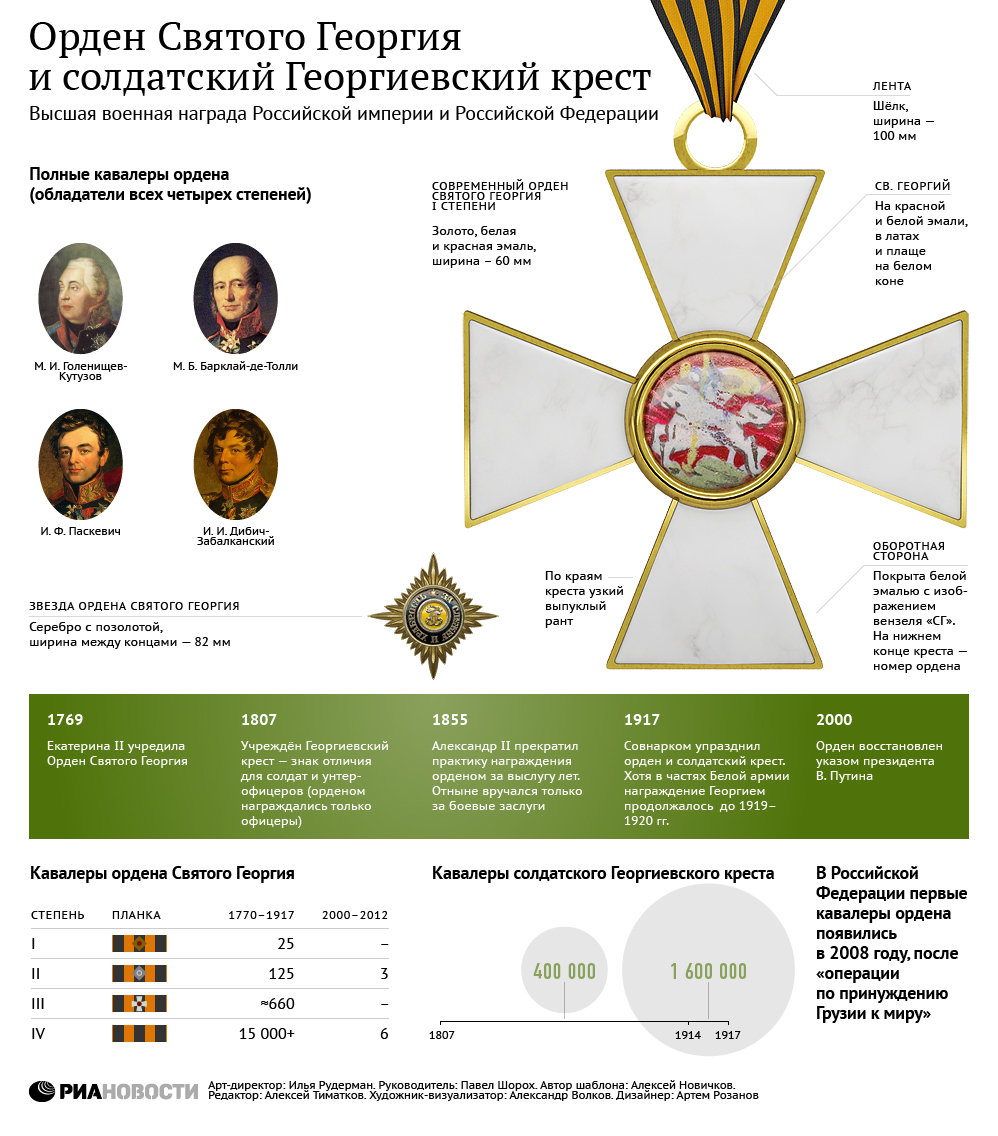 Орден Святого Георгия
и солдатский Георгиевский крест
Высшая военная награда Российской империи и Российской Федерации
ЛЕНТА
Шёлк,
ширина —
100 мм
Полные кавалеры ордена
(обладатели всех четырех степеней)
М. И. Голенищев-
Кутузов
М. Б. Барклай-де-Толли
И. Ф. Паскевич
И. И. Дибич-
Забалканский
СОВРЕМЕННЫЙ ОРДЕН
СВЯТОГО ГЕОРГИЯ
I СТЕПЕНИ
Золото, белая
и красная эмаль,
ширина – 60 мм
СВ. ГЕОРГИЙ
На красной
и белой эмали,
в латах
и плаще
на белом
коне
ЗВЕЗДА ОРДЕНА СВЯТОГО ГЕОРГИЯ
Серебро с позолотой,
ширина между концами — 82 мм
По краям
креста узкий
выпуклый
рант
ОБОРОТНАЯ
СТОРОНА
Покрыта белой
эмалью с изоб-
ражением
вензеля «СГ».
На нижнем
конце креста —
номер ордена
1769
Екатерина II учредила
Орден Святого Георгия
1807
Учреждён Георгиевский
крест — знак отличия
для солдат и унтер-
офицеров (орденом
награждались только
офицеры)
1855
Александр II прекратил
практику награждения
орденом за выслугу лет.
Отныне вручался только
за боевые заслуги
1917
Совнарком упразднил
орден и солдатский крест.
Хотя в частях Белой армии
награждение Георгием
продолжалось до 1919–
1920 гг.
2000
Орден восстановлен
указом президента
В. Путина
Кавалеры ордена Святого Георгия
СТЕПЕНЬ ПЛАНКА 1770–1917 2000–2012
I 25 –
II 125 3
III ≈660 –
IV 15 000+ 6
Кавалеры солдатского Георгиевского креста
400 000 1 600 000
1807 1914 1917
В Российской
Федерации первые
кавалеры ордена
появились
в 2008 году, после
«операции
по принуждению
Грузии к миру»
РИАНОВОСТИ
Арт-директор: Илья Рудерман. Руководитель: Павел Шорох. Автор шаблона: Алексей Новичков.
Редактор: Алексей Тиматков. Художник-визуализатор: Александр Волков. Дизайнер: Артем Розанов